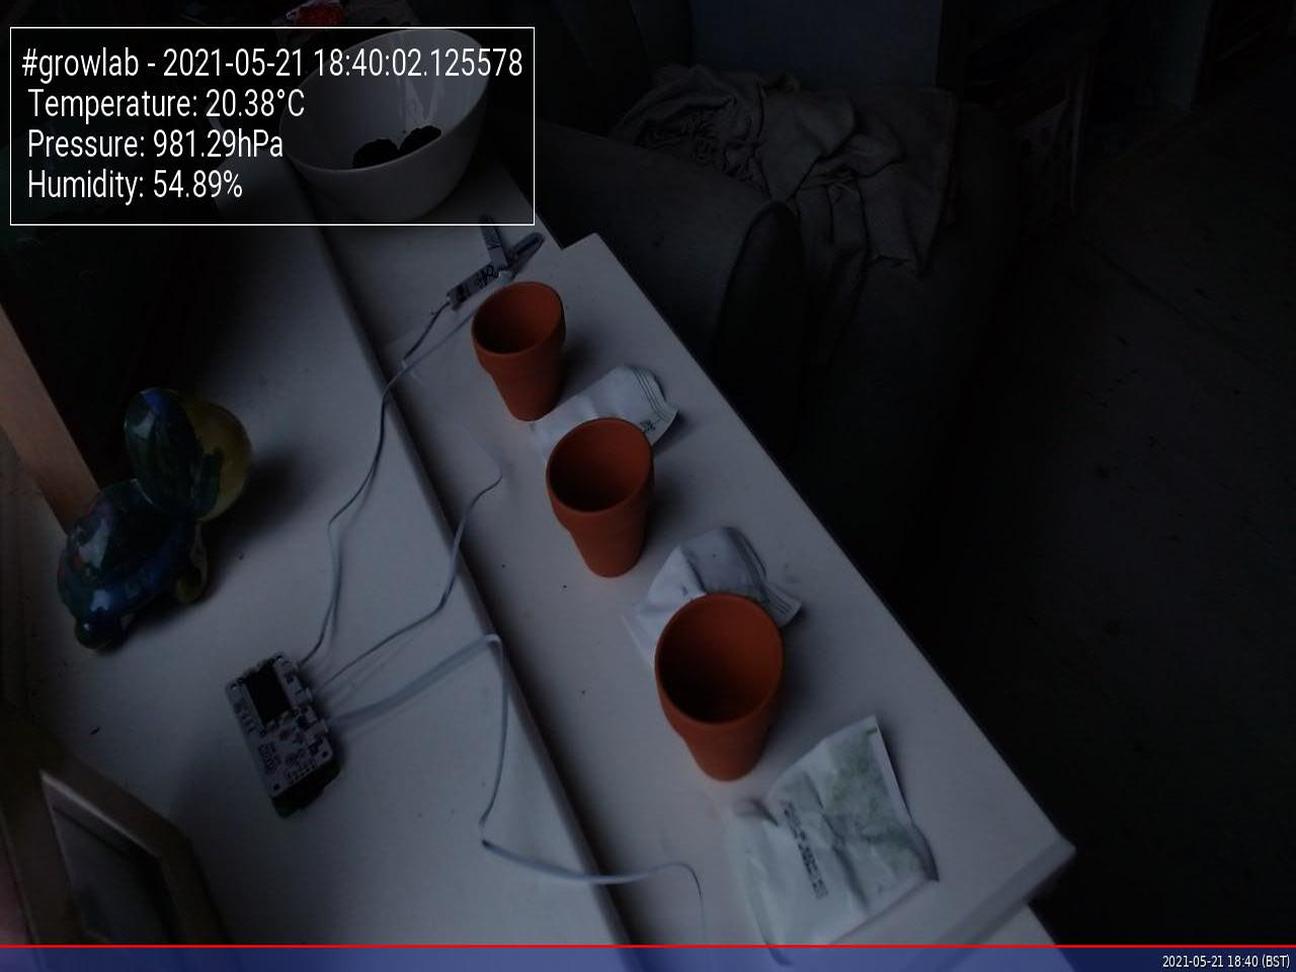 #growlab - 2021-05-21 18:40:02.125578
Temperature: 20.38°C
Pressure: 981.29hPa
Humidity: 54.89%
2021-05-21 18:40 (BST)